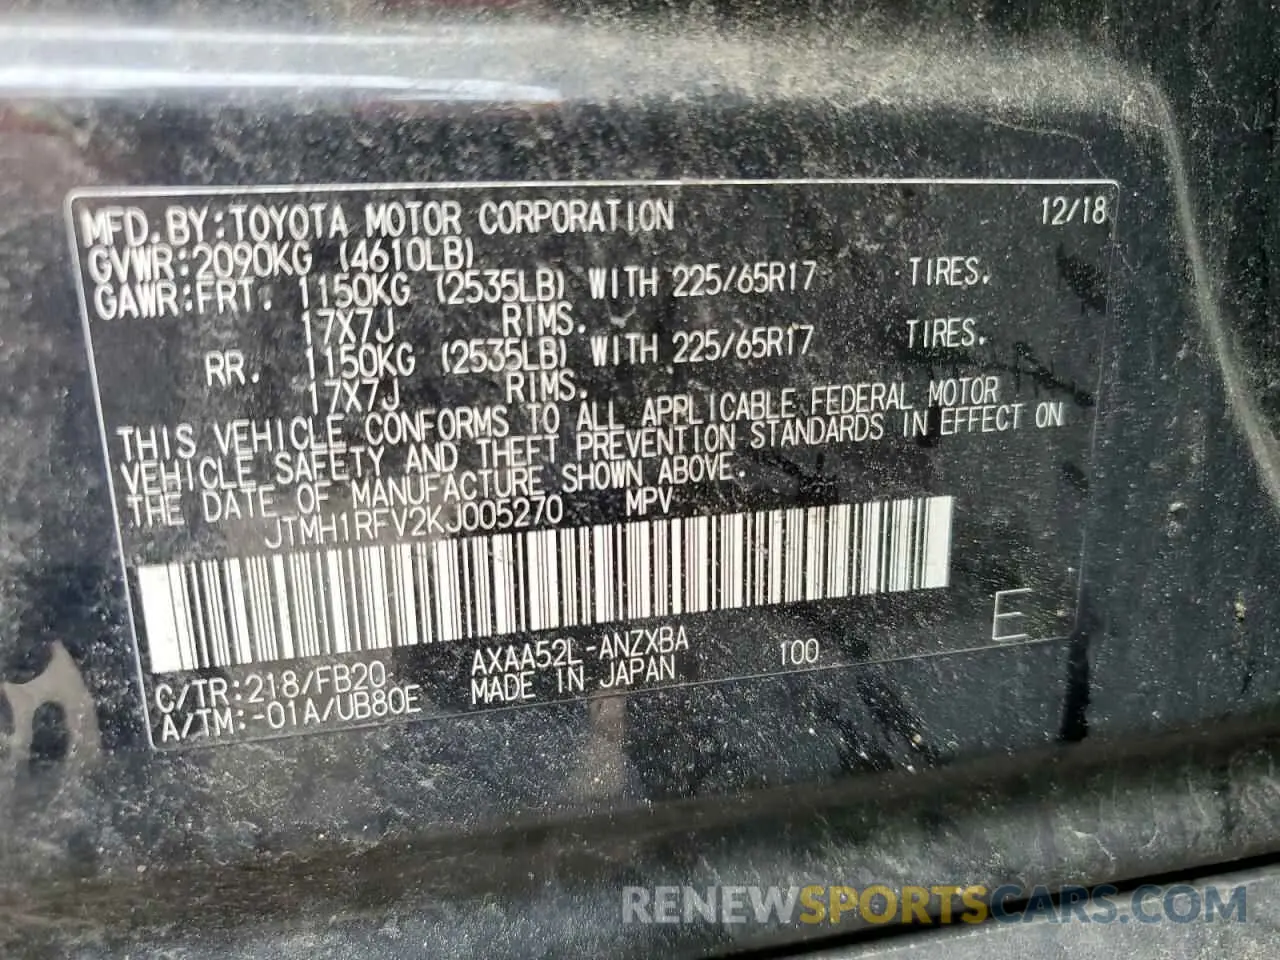 MFD. BY: TOYOTA MOTOR CORPORATION 12/18
GVWR: 2090KG (4610LB)
GAWR: FRT. 1150KG (2535LB) WITH 225/65R17 TIRES.
17X7J RIMS.
RR. 1150KG (2535LB) WITH 225/65R17 TIRES.
17X7J RIMS.
THIS VEHICLE CONFORMS TO ALL APPLICABLE FEDERAL MOTOR
VEHICLE SAFETY AND THEFT PREVENTION STANDARDS IN EFFECT ON
THE DATE OF MANUFACTURE SHOWN ABOVE.
JTMH1RFV2KJ005270 MPV
C/TR: 218/FB20 AXAA52L-ANZXBA 100 E
A/TM: -01A/UB80E MADE IN JAPAN
RENEWSPORTSCARS.COM